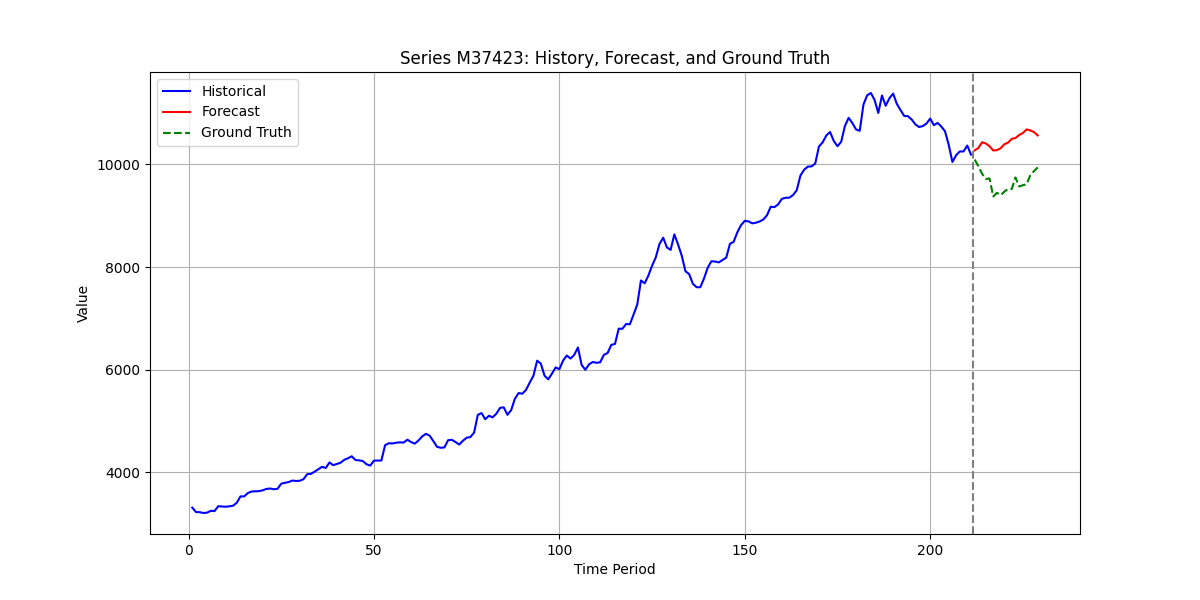 Series M37423: History, Forecast, and Ground Truth
Historical
Forecast
Ground Truth
10000
8000
6000
4000
Value
0 50 100 150 200
Time Period